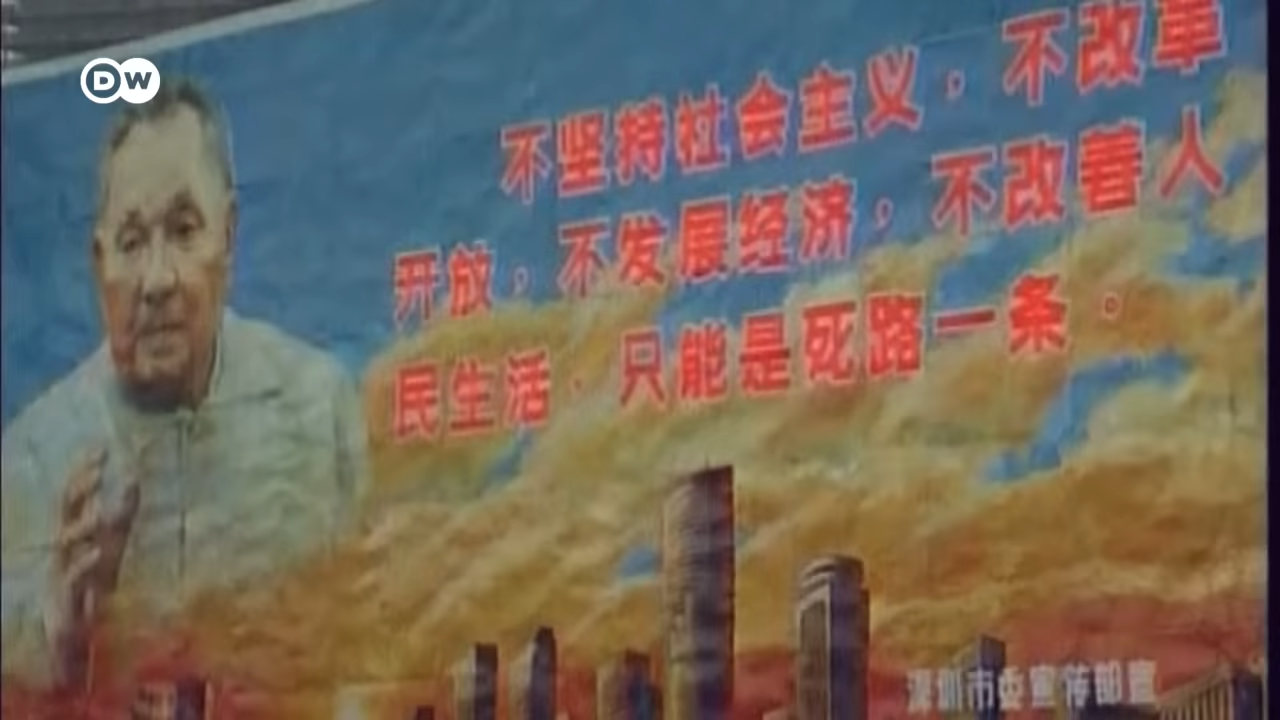 DW
不坚持社会主义，不改革
开放，不发展经济，不改善人
民生活，只能是死路一条。
深圳市委宣传部宣